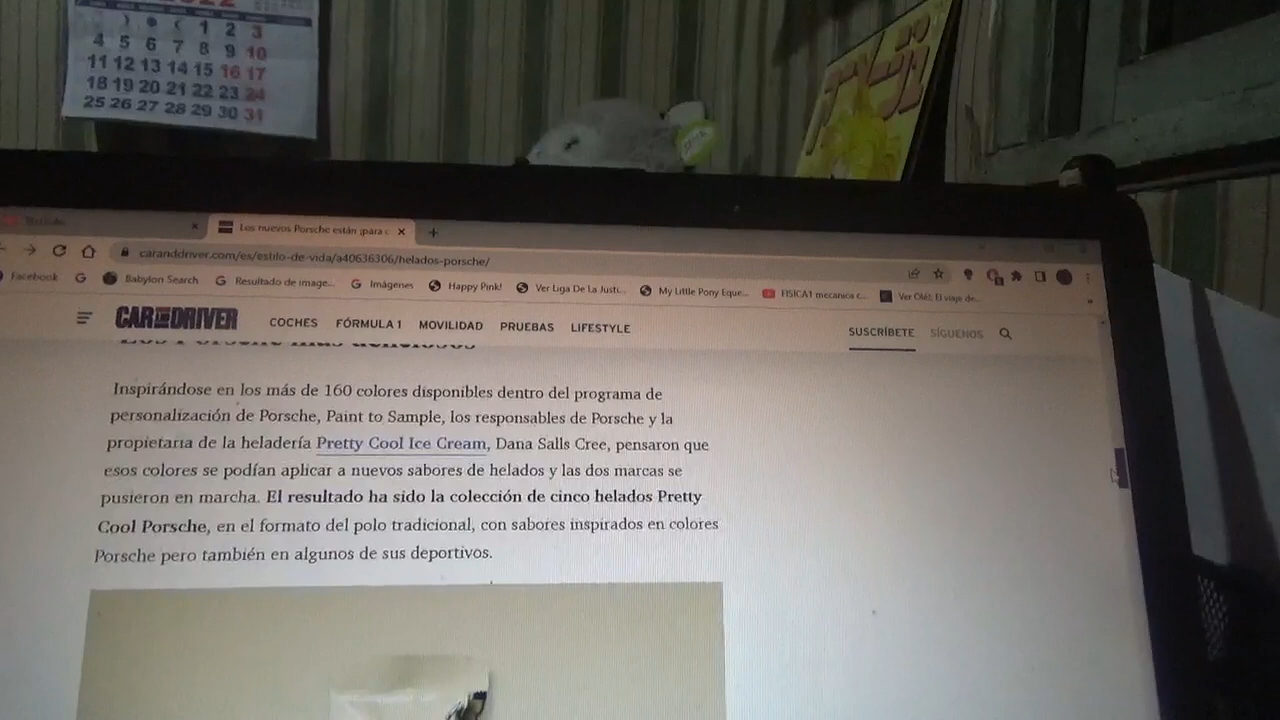 1 2 3
4 5 6 7 8 9 10
11 12 13 14 15 16 17
18 19 20 21 22 23 24
25 26 27 28 29 30 31
Los nuevos Porsche están ¡para c
caranddriver.com/es/estilo-de-vida/a40636306/helados-porsche/
Facebook Babylon Search Resultado de image... Imágenes Happy Pink! Ver Liga De La Justi... My Little Pony Eque... FISICA1 mecanica c... Ver Olé: El viaje de...
CAR AND DRIVER COCHES FÓRMULA 1 MOVILIDAD PRUEBAS LIFESTYLE SUSCRÍBETE SÍGUENOS
Inspirándose en los más de 160 colores disponibles dentro del programa de
personalización de Porsche, Paint to Sample, los responsables de Porsche y la
propietaria de la heladería Pretty Cool Ice Cream, Dana Salls Cree, pensaron que
esos colores se podían aplicar a nuevos sabores de helados y las dos marcas se
pusieron en marcha. El resultado ha sido la colección de cinco helados Pretty
Cool Porsche, en el formato del polo tradicional, con sabores inspirados en colores
Porsche pero también en algunos de sus deportivos.